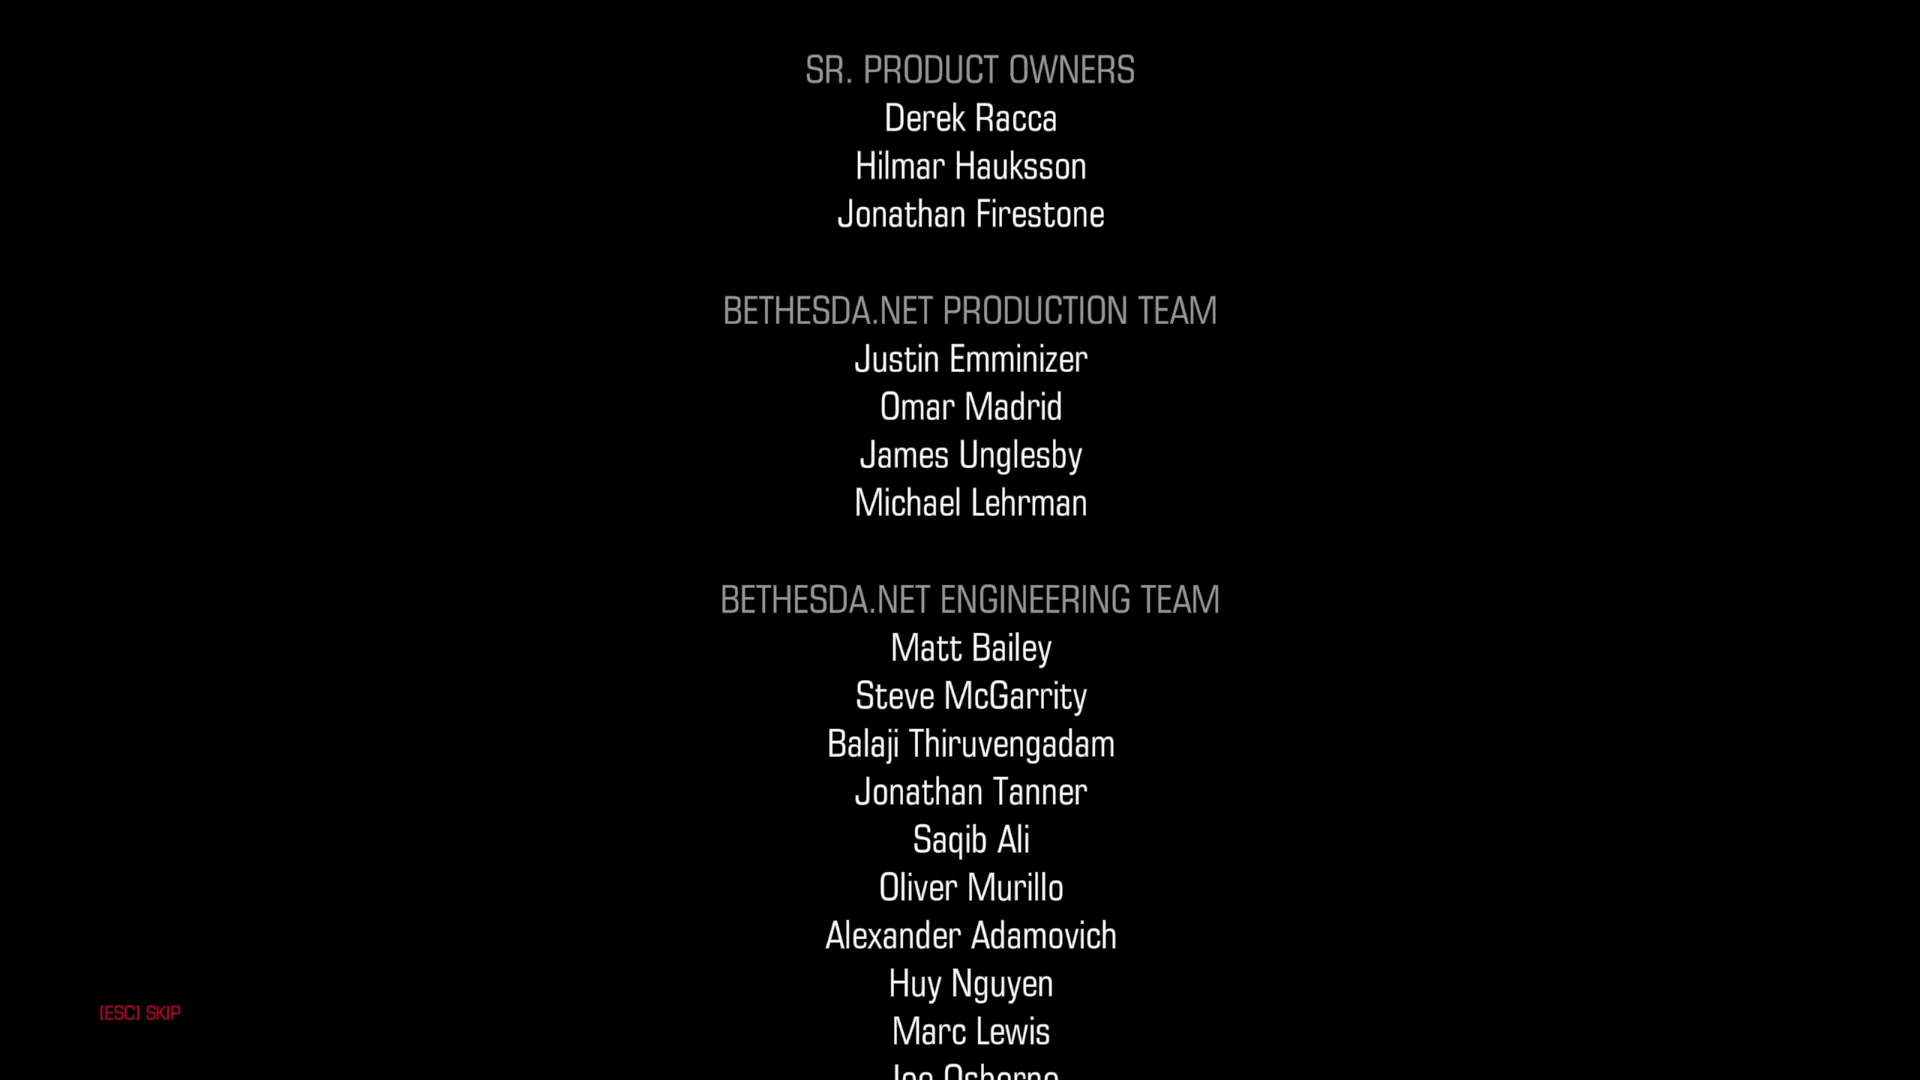 SR. PRODUCT OWNERS
Derek Racca
Hilmar Hauksson
Jonathan Firestone
BETHESDA.NET PRODUCTION TEAM
Justin Emminizer
Omar Madrid
James Unglesby
Michael Lehrman
BETHESDA.NET ENGINEERING TEAM
Matt Bailey
Steve McGarrity
Balaji Thiruvengadam
Jonathan Tanner
Saqib Ali
Oliver Murillo
Alexander Adamovich
Huy Nguyen
[ESC] SKIP
Marc Lewis